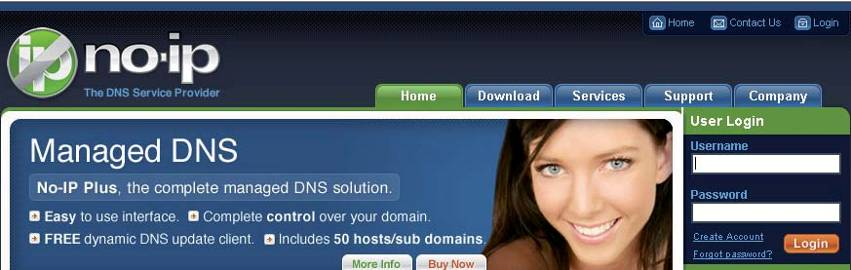 Home Contact Us Login
ip no·ip
The DNS Service Provider
Home Download Services Support Company
Managed DNS
No-IP Plus, the complete managed DNS solution.
Easy to use interface. Complete control over your domain.
FREE dynamic DNS update client. Includes 50 hosts/sub domains.
More Info Buy Now
User Login
Username
Password
Create Account
Forgot password?
Login